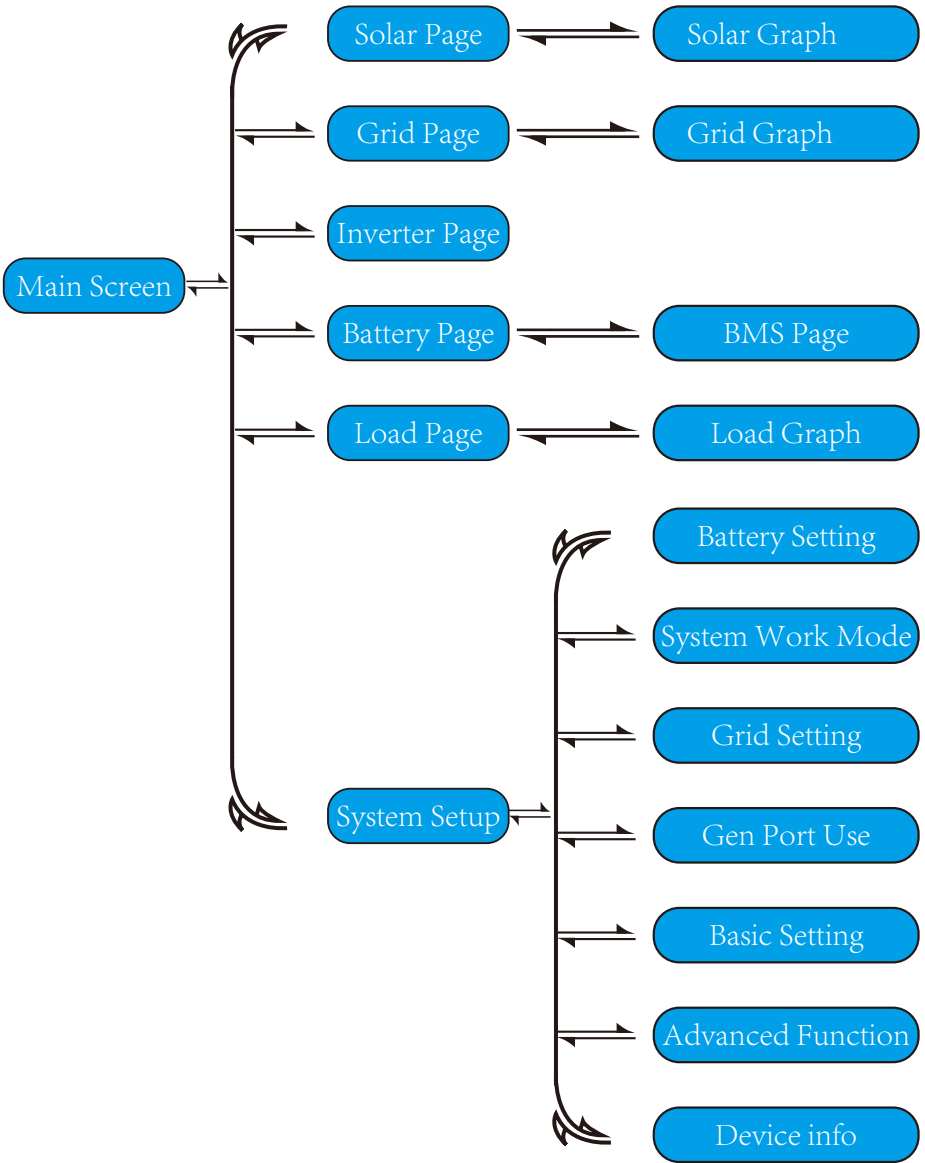 Solar Page
Solar Graph
Grid Page
Grid Graph
Inverter Page
Main Screen
Battery Page
BMS Page
Load Page
Load Graph
Battery Setting
System Work Mode
Grid Setting
System Setup
Gen Port Use
Basic Setting
Advanced Function
Device info